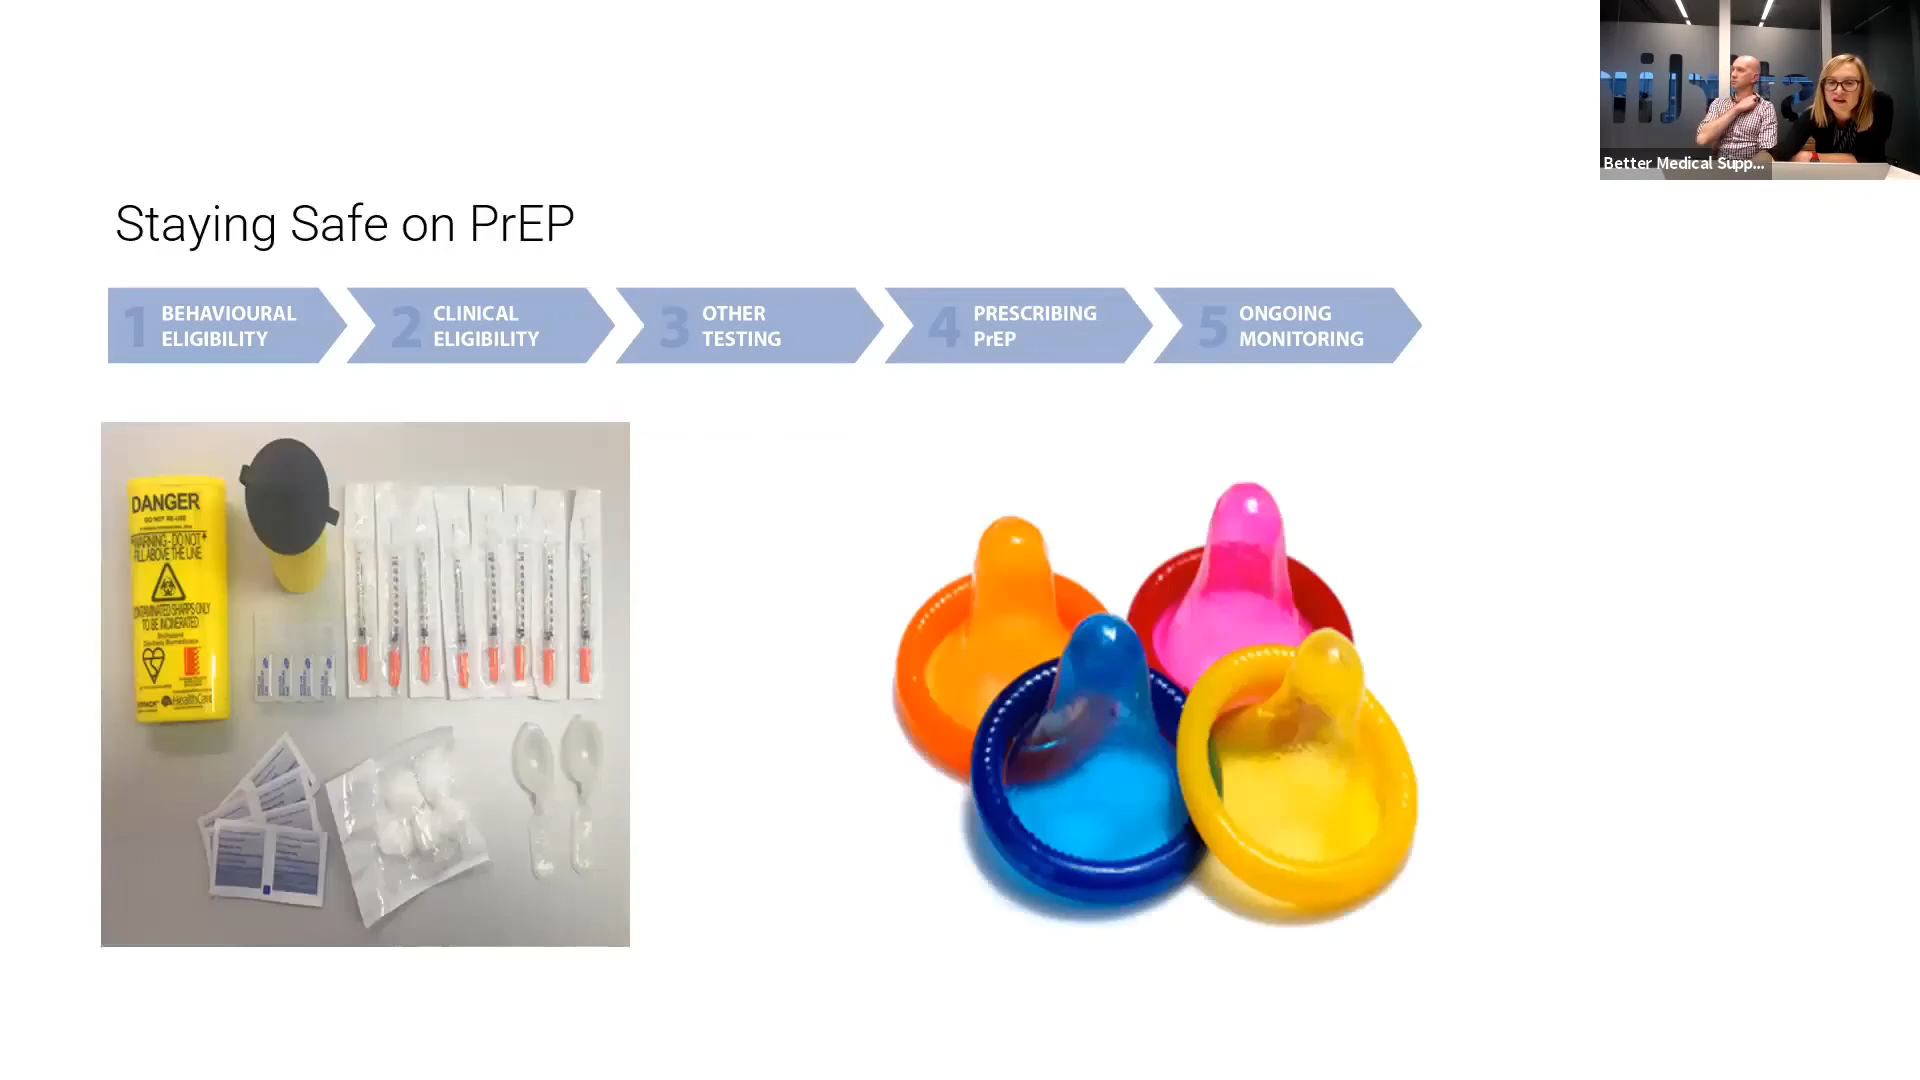 Better Medical Supp...
Staying Safe on PrEP
1 BEHAVIOURAL
ELIGIBILITY
2 CLINICAL
ELIGIBILITY
3 OTHER
TESTING
4 PRESCRIBING
PrEP
5 ONGOING
MONITORING
DANGER
DO NOT RE-USE
WARNING - DO NOT
FILL ABOVE THE LINE
CONTAMINATED SHARPS ONLY
TO BE INCINERATED
HealthCare